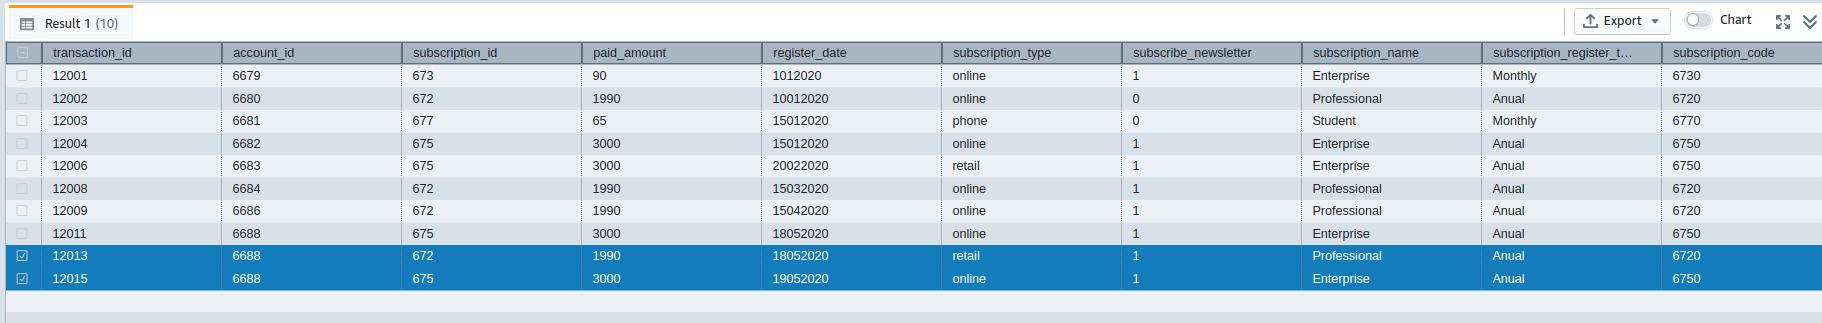 Result 1 (10) Export Chart
transaction_id account_id subscription_id paid_amount register_date subscription_type subscribe_newsletter subscription_name subscription_register_t... subscription_code
12001 6679 673 90 1012020 online 1 Enterprise Monthly 6730
12002 6680 672 1990 10012020 online 0 Professional Anual 6720
12003 6681 677 65 15012020 phone 0 Student Monthly 6770
12004 6682 675 3000 15012020 online 1 Enterprise Anual 6750
12006 6683 675 3000 20022020 retail 1 Enterprise Anual 6750
12008 6684 672 1990 15032020 online 1 Professional Anual 6720
12009 6686 672 1990 15042020 online 1 Professional Anual 6720
12011 6688 675 3000 18052020 online 1 Enterprise Anual 6750
12013 6688 672 1990 18052020 retail 1 Professional Anual 6720
12015 6688 675 3000 19052020 online 1 Enterprise Anual 6750